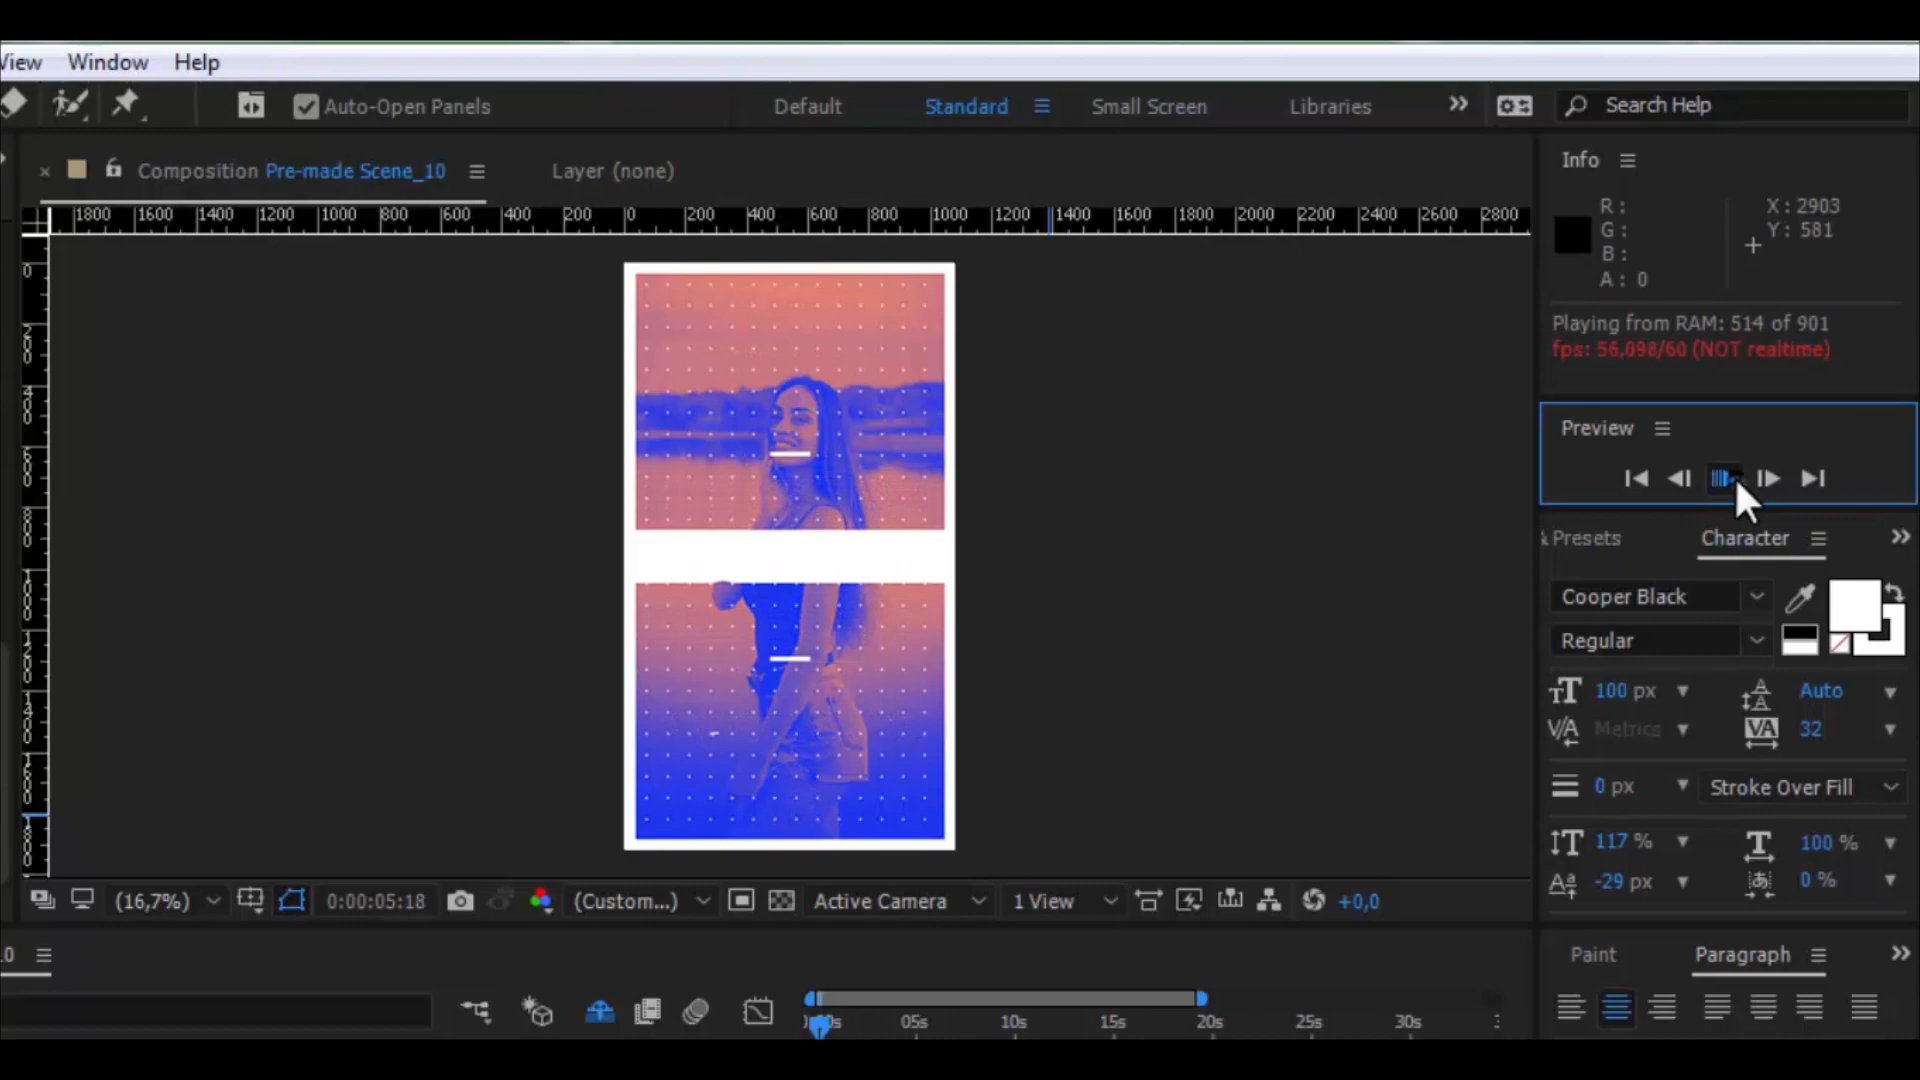 View Window Help
Auto-Open Panels Default Standard Small Screen Libraries Search Help
Composition Pre-made Scene_10 Layer (none) Info
1800 1600 1400 1200 1000 800 600 400 200 0 200 400 600 800 1000 1200 1400 1600 1800 2000 2200 2400 2600 2800
R: X: 2903
G: Y: 581
B:
A: 0
Playing from RAM: 514 of 901
fps: 56,098/60 (NOT realtime)
Preview
Presets Character
Cooper Black
Regular
100 px Auto
Metrics 32
0 px Stroke Over Fill
117 % 100 %
-29 px 0 %
(16,7%) 0:00:05:18 (Custom...) Active Camera 1 View +0,0
0 Paint Paragraph
05s 10s 15s 20s 25s 30s